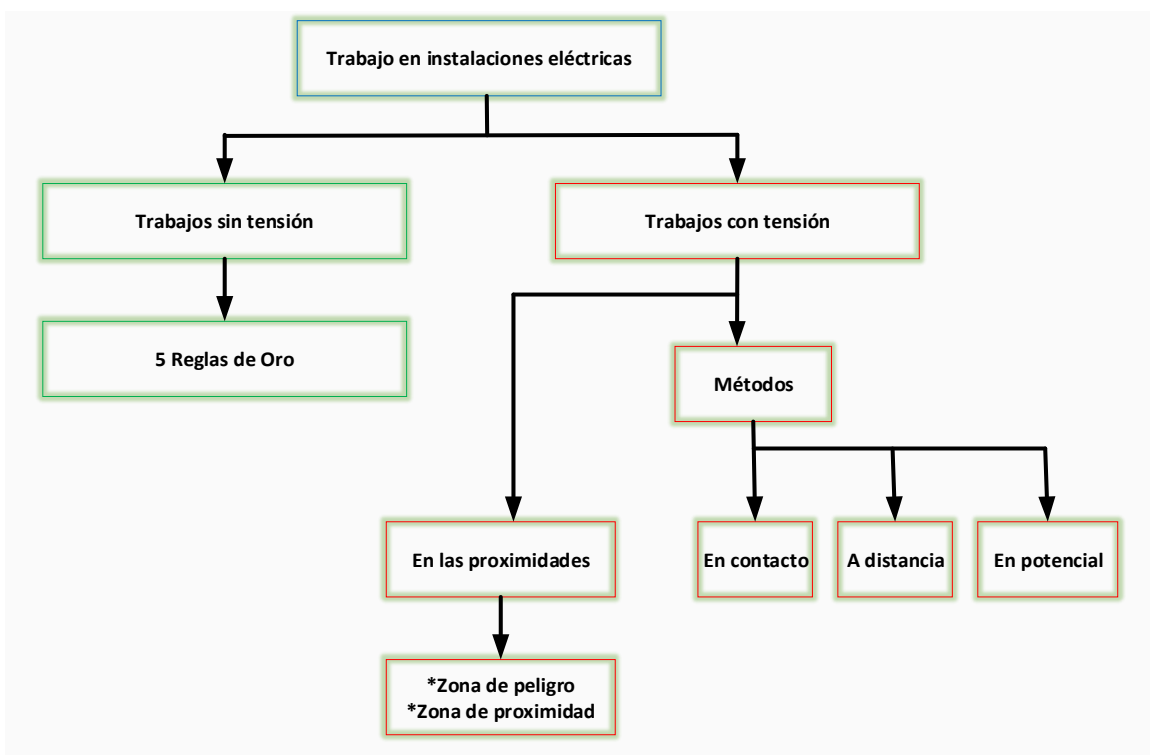 Trabajo en instalaciones eléctricas
Trabajos sin tensión
Trabajos con tensión
5 Reglas de Oro
Métodos
En las proximidades
En contacto
A distancia
En potencial
*Zona de peligro
*Zona de proximidad